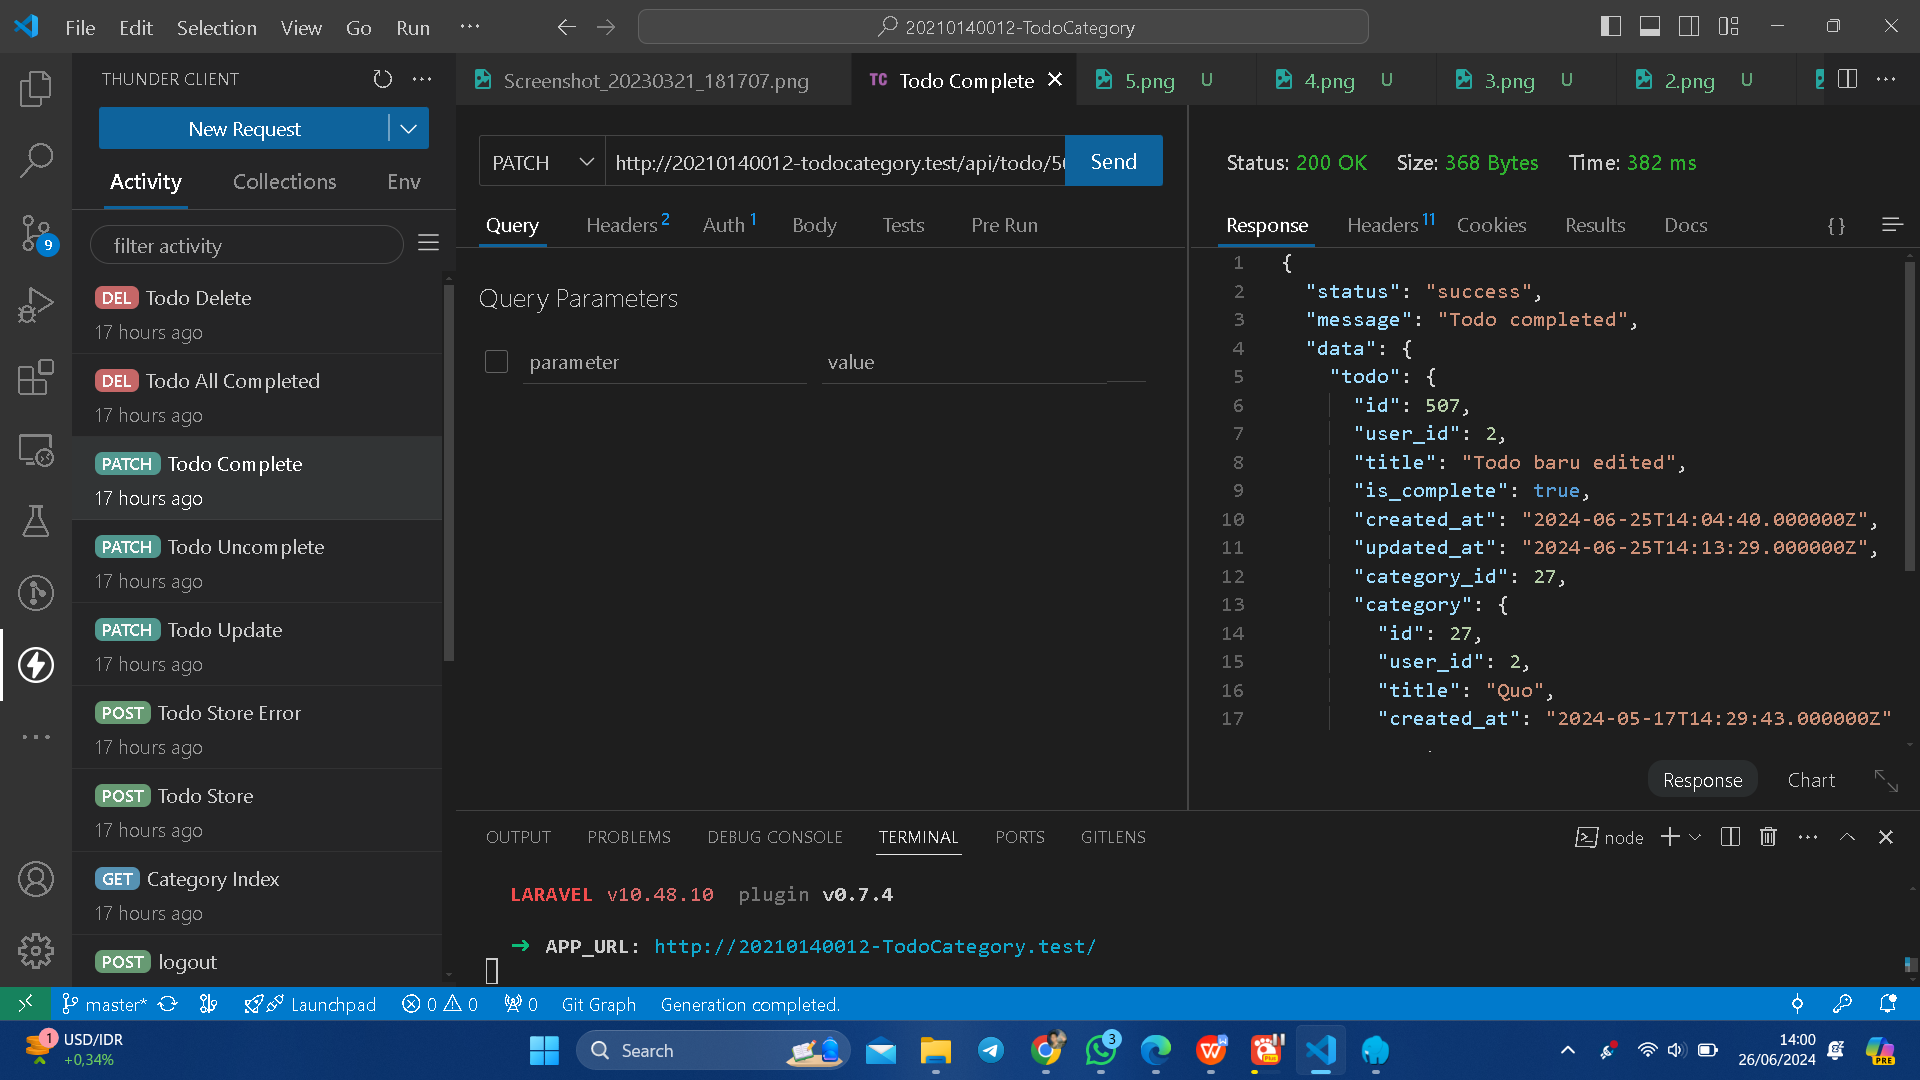 File Edit Selection View Go Run ···
20210140012-TodoCategory
THUNDER CLIENT
New Request
Activity Collections Env
filter activity
DEL Todo Delete
17 hours ago
DEL Todo All Completed
17 hours ago
PATCH Todo Complete
17 hours ago
PATCH Todo Uncomplete
17 hours ago
PATCH Todo Update
17 hours ago
POST Todo Store Error
17 hours ago
POST Todo Store
17 hours ago
GET Category Index
17 hours ago
POST logout
9
Screenshot_20230321_181707.png
TC Todo Complete
5.png U
4.png U
3.png U
2.png U
PATCH http://20210140012-todocategory.test/api/todo/50 Send
Query Headers 2 Auth 1 Body Tests Pre Run
Query Parameters
parameter value
Status: 200 OK Size: 368 Bytes Time: 382 ms
Response Headers 11 Cookies Results Docs {}
1 {
2 "status": "success",
3 "message": "Todo completed",
4 "data": {
5 "todo": {
6 "id": 507,
7 "user_id": 2,
8 "title": "Todo baru edited",
9 "is_complete": true,
10 "created_at": "2024-06-25T14:04:40.000000Z",
11 "updated_at": "2024-06-25T14:13:29.000000Z",
12 "category_id": 27,
13 "category": {
14 "id": 27,
15 "user_id": 2,
16 "title": "Quo",
17 "created_at": "2024-05-17T14:29:43.000000Z"
Response Chart
OUTPUT PROBLEMS DEBUG CONSOLE TERMINAL PORTS GITLENS
node
LARAVEL v10.48.10 plugin v0.7.4
➜ APP_URL: http://20210140012-TodoCategory.test/
master* Launchpad 0 0 0 Git Graph Generation completed.
1 USD/IDR
+0,34%
Search
3
14:00
26/06/2024
PRE